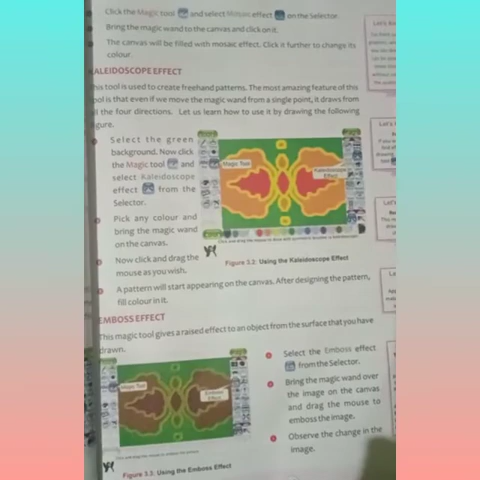 Click the Magic tool and select Mosaic effect on the Selector.
Bring the magic wand to the canvas and click on it.
The canvas will be filled with mosaic effect. Click it further to change its
colour.
KALEIDOSCOPE EFFECT
This tool is used to create freehand patterns. The most amazing feature of this
tool is that even if we move the magic wand from a single point, it draws from
the four directions. Let us learn how to use it by drawing the following
figure.
Select the green
background. Now click
the Magic tool and
select Kaleidoscope
effect from the
Selector.
Pick any colour and
bring the magic wand
on the canvas.
Now click and drag the
mouse as you wish.
Magic Tool
Kaleidoscope
Effect
Figure 3.2: Using the Kaleidoscope Effect
A pattern will start appearing on the canvas. After designing the pattern,
fill colour in it.
EMBOSS EFFECT
This magic tool gives a raised effect to an object from the surface that you have
drawn.
Magic Tool
Emboss
Effect
Figure 3.3: Using the Emboss Effect
Select the Emboss effect
from the Selector.
Bring the magic wand over
the image on the canvas
and drag the mouse to
emboss the image.
Observe the change in the
image.